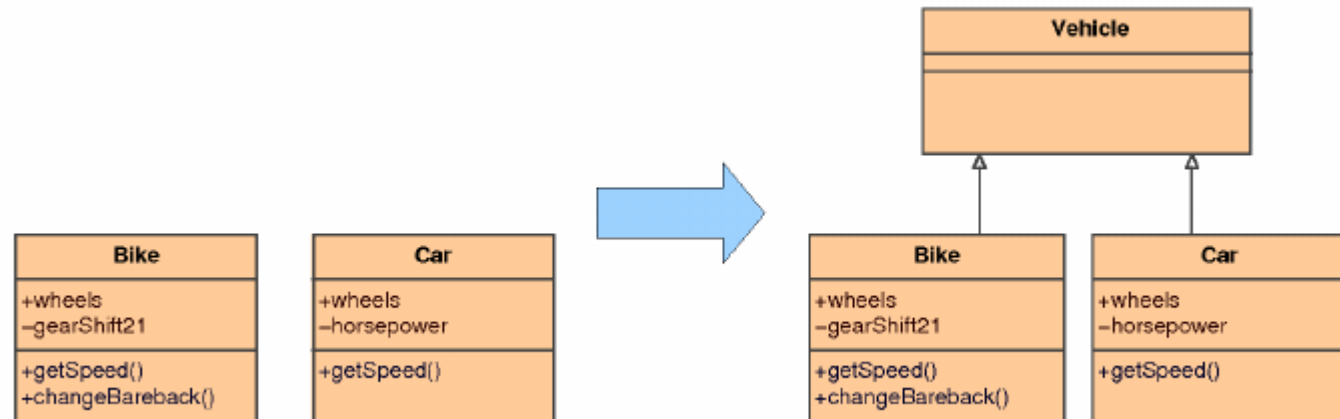 Vehicle
Bike
+wheels
−gearShift21
+getSpeed()
+changeBareback()
Car
+wheels
−horsepower
+getSpeed()
Bike
+wheels
−gearShift21
+getSpeed()
+changeBareback()
Car
+wheels
−horsepower
+getSpeed()